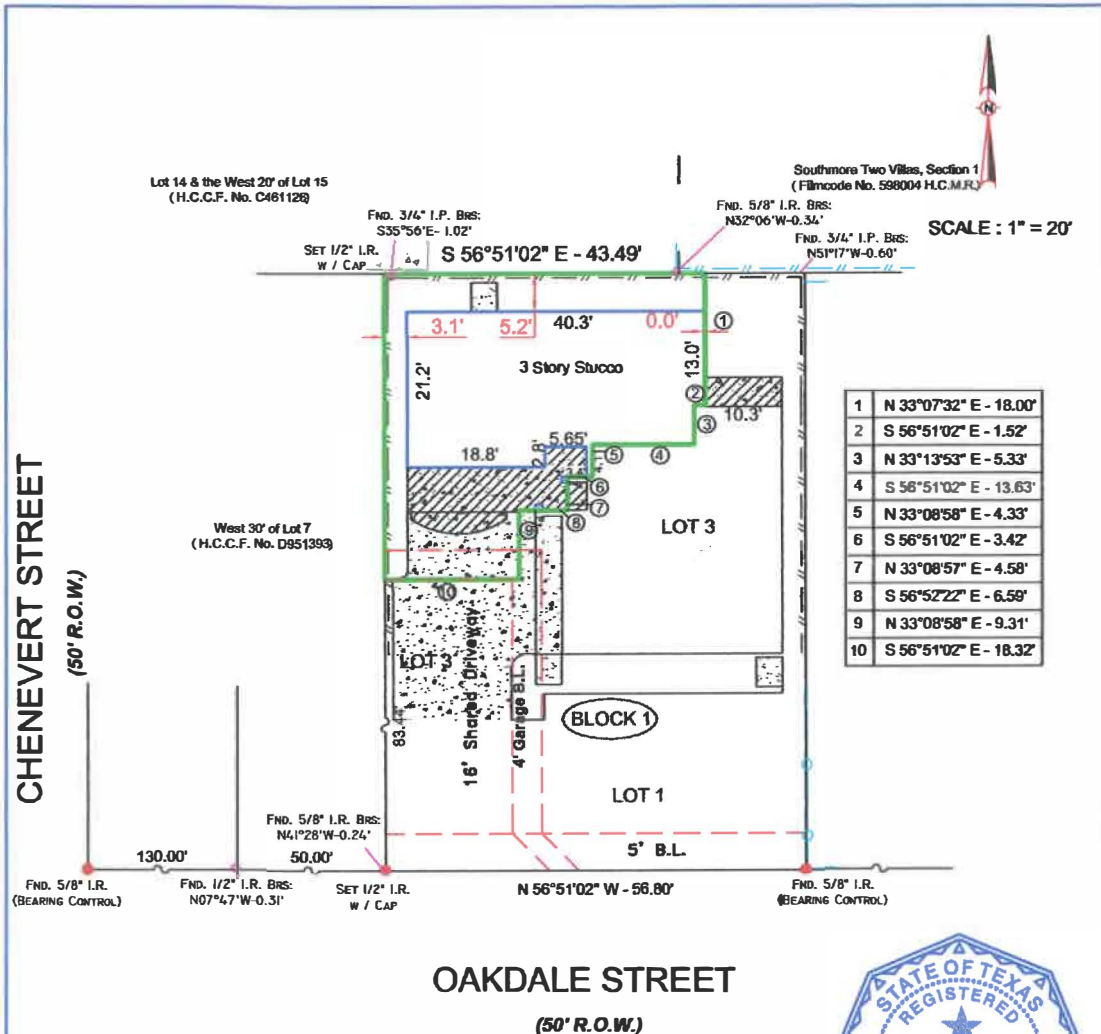 N
Lot 14 & the West 20' of Lot 15
(H.C.C.F. No. C461126)
Southmore Two Villas, Section 1
(Filmcode No. 598004 H.C.M.R.)
SCALE : 1" = 20'
FND. 3/4" I.P. BRS:
S35°56'E- 1.02'
FND. 5/8" I.R. BRS:
N32°06'W-0.34'
FND. 3/4" I.P. BRS:
N51°17'W-0.60'
SET 1/2" I.R.
W / CAP
S 56°51'02" E - 43.49'
3.1'
5.2'
40.3'
0.0'
1
21.2'
3 Story Stucco
13.0'
2
10.3'
3
5.65'
2.8'
18.8'
5
4
6
7
8
9
10
LOT 3
1 N 33°07'32" E - 18.00'
2 S 56°51'02" E - 1.52'
3 N 33°13'53" E - 5.33'
4 S 56°51'02" E - 13.63'
5 N 33°08'58" E - 4.33'
6 S 56°51'02" E - 3.42'
7 N 33°08'57" E - 4.58'
8 S 56°52'22" E - 6.59'
9 N 33°08'58" E - 9.31'
10 S 56°51'02" E - 18.32'
West 30' of Lot 7
(H.C.C.F. No. D951393)
CHENEVERT STREET
(50' R.O.W.)
LOT 3
83.44'
16' Shared Driveway
4' Garage B.L.
BLOCK 1
LOT 1
5' B.L.
FND. 5/8" I.R. BRS:
N41°28'W-0.24'
130.00'
50.00'
N 56°51'02" W - 56.80'
FND. 5/8" I.R.
(BEARING CONTROL)
FND. 1/2" I.R. BRS:
N07°47'W-0.31'
SET 1/2" I.R.
W / CAP
FND. 5/8" I.R.
(BEARING CONTROL)
OAKDALE STREET
(50' R.O.W.)
STATE OF TEXAS
REGISTERED